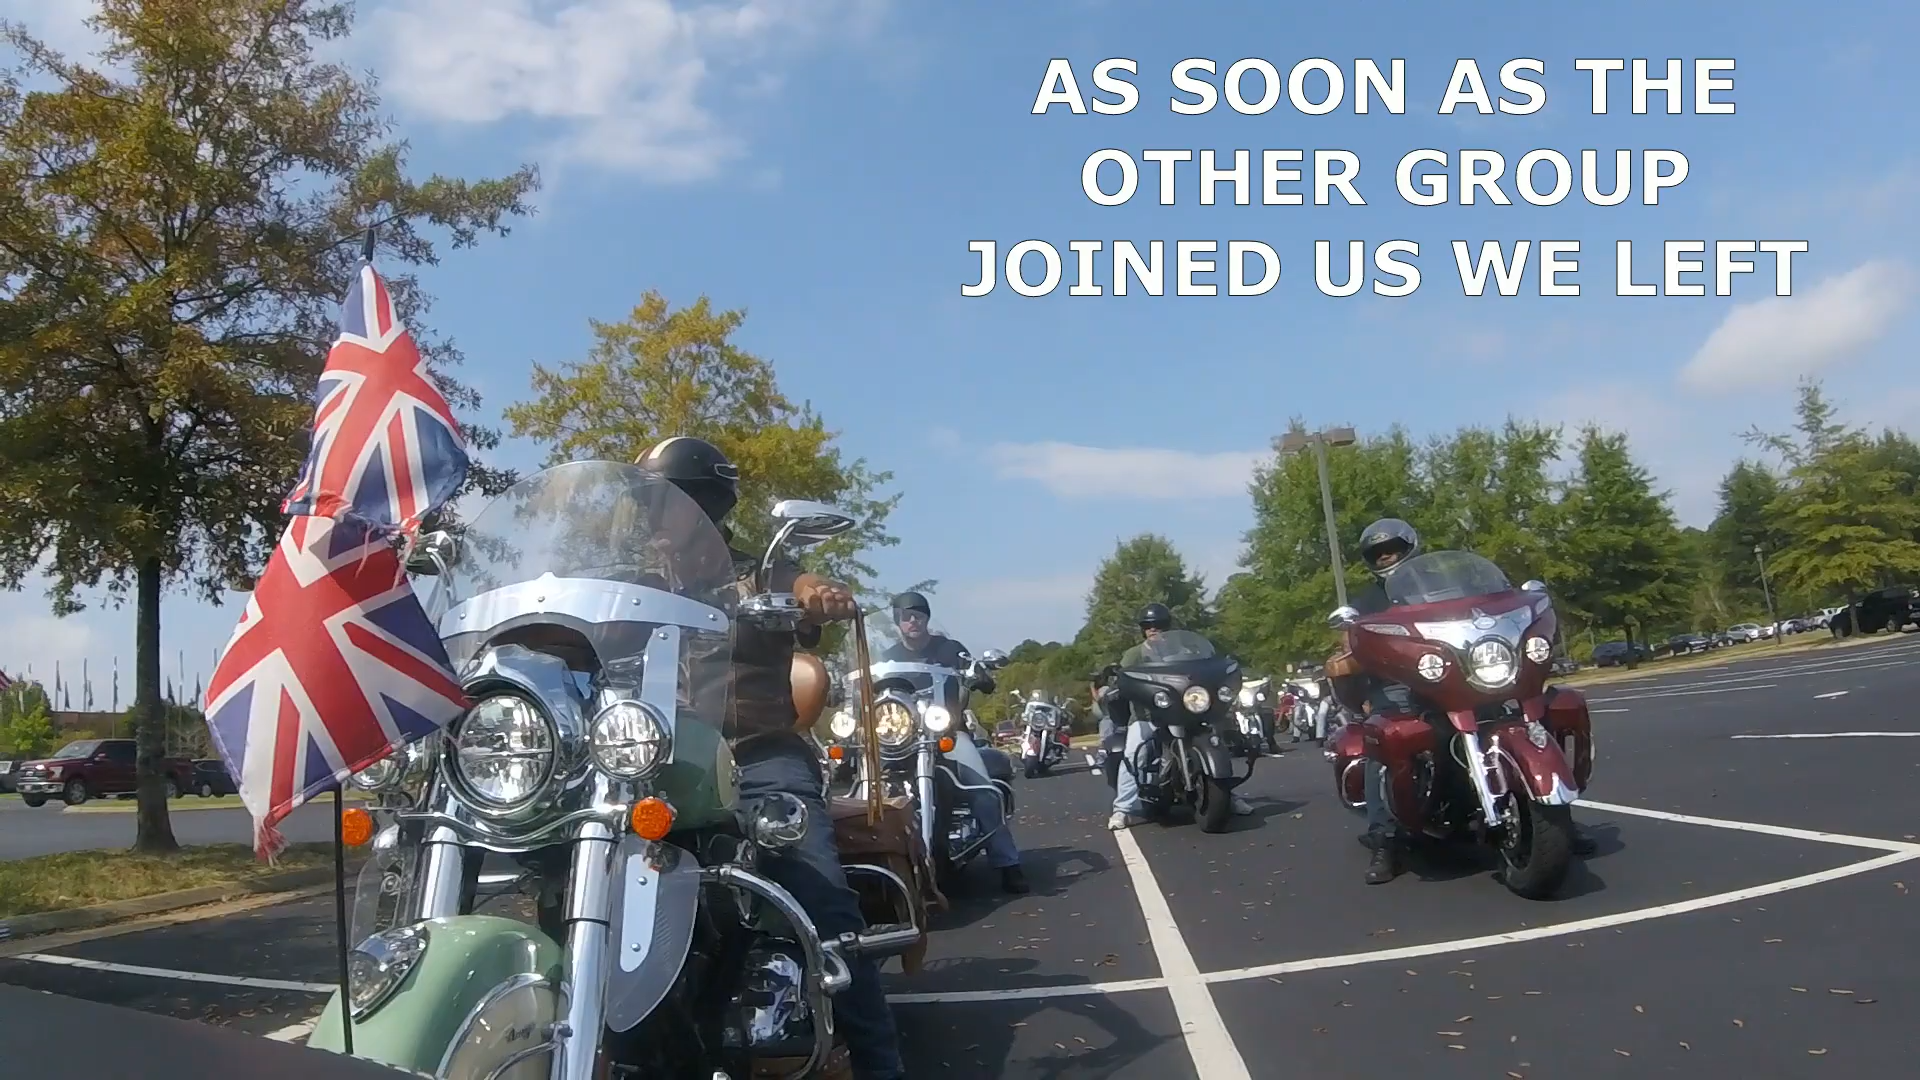 AS SOON AS THE
OTHER GROUP
JOINED US WE LEFT